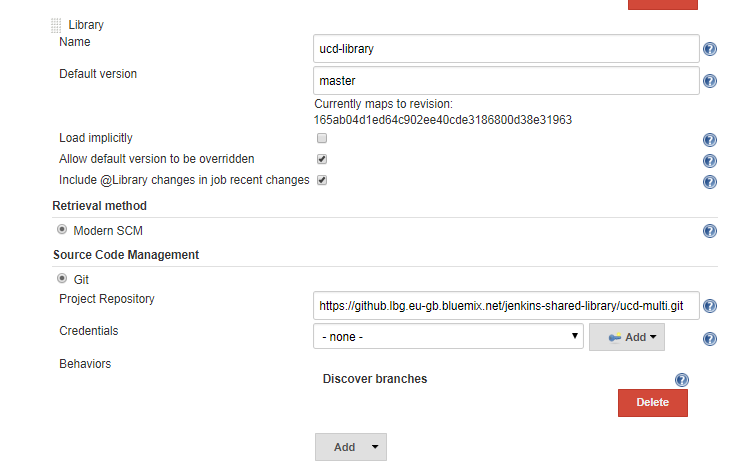 Library
Name
ucd-library
Default version
master
Currently maps to revision:
165ab04d1ed64c902ee40cde3186800d38e31963
Load implicitly
Allow default version to be overridden
Include @Library changes in job recent changes
Retrieval method
Modern SCM
Source Code Management
Git
Project Repository
https://github.lbg.eu-gb.bluemix.net/jenkins-shared-library/ucd-multi.git
Credentials
- none -
Add
Behaviors
Discover branches
Delete
Add